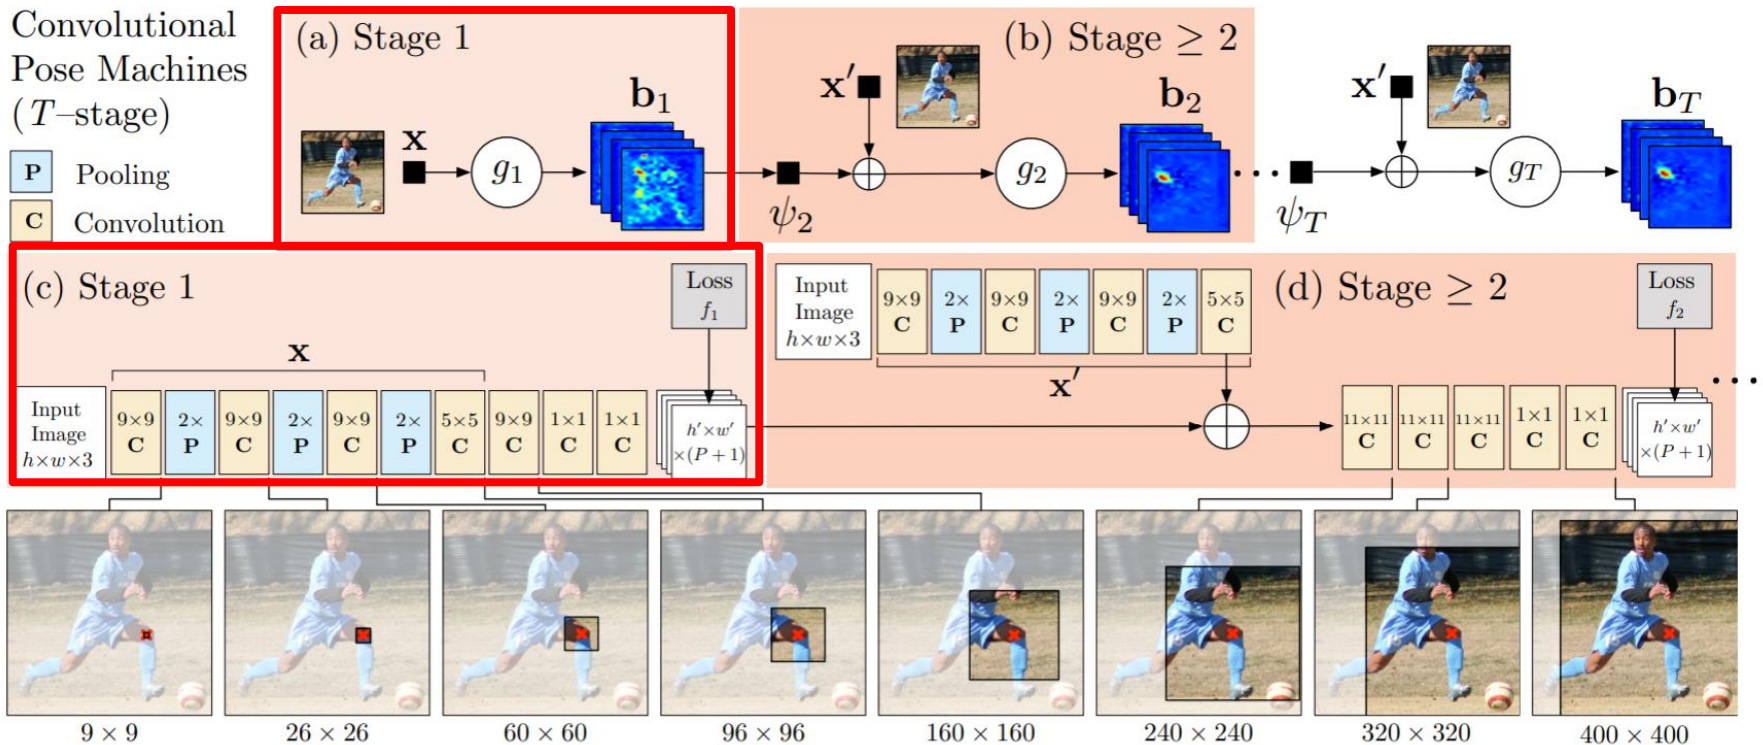 Convolutional
Pose Machines
(T–stage)
P Pooling
C Convolution
(a) Stage 1
x
g₁
b₁
(b) Stage ≥ 2
x′
ψ₂
g₂
b₂
···
x′
ψ_T
g_T
b_T
(c) Stage 1
Loss
f₁
x
Input
Image
h×w×3
9×9
C
2×
P
9×9
C
2×
P
9×9
C
2×
P
5×5
C
9×9
C
1×1
C
1×1
C
h′×w′
×(P+1)
(d) Stage ≥ 2
Input
Image
h×w×3
9×9
C
2×
P
9×9
C
2×
P
9×9
C
2×
P
5×5
C
x′
11×11
C
11×11
C
11×11
C
1×1
C
1×1
C
Loss
f₂
h′×w′
×(P+1)
···
9 × 9
26 × 26
60 × 60
96 × 96
160 × 160
240 × 240
320 × 320
400 × 400